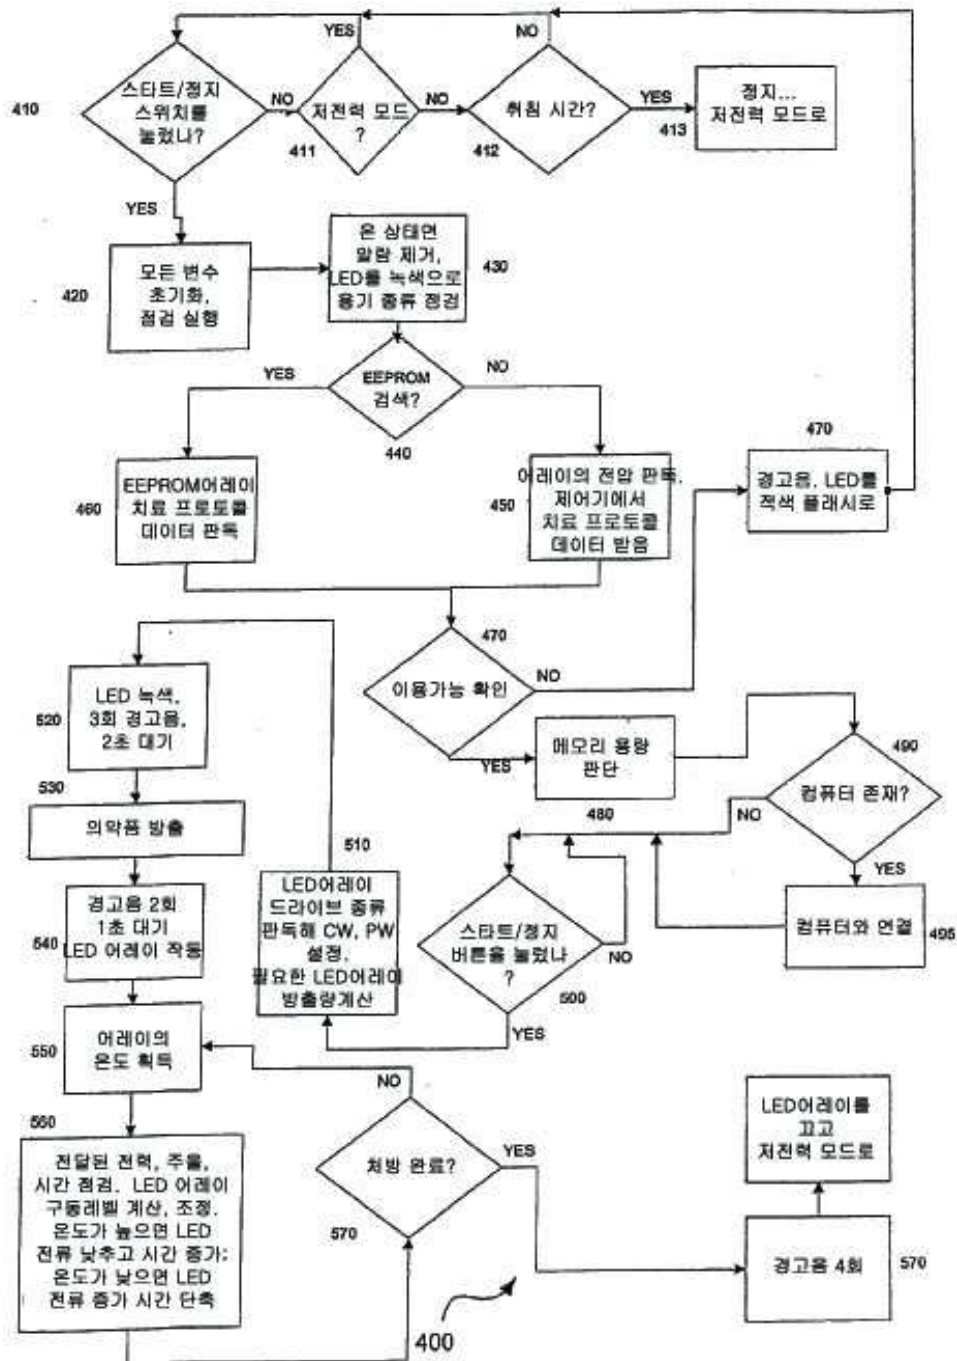 YES
NO
410
스타트/정지
스위치를
눌렀나?
NO
저전력 모드
?
411
NO
취침 시간?
412
YES
413
정지...
저전력 모드로
YES
420
모든 변수
초기화,
점검 실행
온 상태면
알람 제거,
LED를 녹색으로
용기 종류 점검
430
YES
EEPROM
검색?
NO
440
460
EEPROM어레이
치료 프로토콜
데이터 판독
450
어레이의 전압 판독.
제어기에서
치료 프로토콜
데이터 받음
470
경고음, LED를
적색 플래시로
470
이용가능 확인
NO
YES
520
LED 녹색,
3회 경고음,
2초 대기
메모리 용량
판단
480
490
컴퓨터 존재?
NO
YES
530
의약품 방출
510
LED어레이
드라이브 종류
판독해 CW, PW
설정.
필요한 LED어레이
방출량계산
스타트/정지
버튼을 눌렀나
?
NO
500
YES
컴퓨터와 연결
495
540
경고음 2회
1초 대기
LED 어레이 작동
550
어레이의
온도 획득
NO
560
전달된 전력, 주울,
시간 점검. LED 어레이
구동레벨 계산, 조정.
온도가 높으면 LED
전류 낮추고 시간 증가;
온도가 낮으면 LED
전류 증가 시간 단축
처방 완료?
YES
570
LED어레이를
끄고
저전력 모드로
경고음 4회
570
400